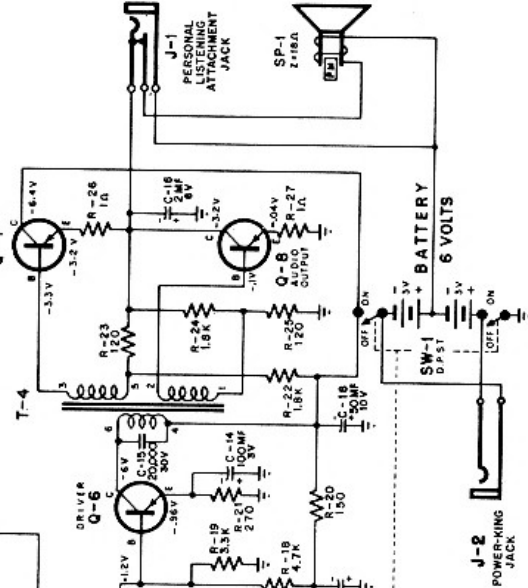 J-1
PERSONAL
LISTENING
ATTACHMENT
JACK
SP-1
Z=18Ω
PM
C
-6.4V
R-26
1Ω
E
-3.2V
B
-3.3V
C-16
2MF
6V
C
-3.2V
E
-.04V
R-27
1Ω
B
-.1V
Q-8
AUDIO
OUTPUT
R-23
120
R-24
1.8K
R-25
120
R-22
1.8K
T-4
3
5
2
1
6
4
C-15
20,000
30V
C-14
100MF
3V
C-18
50MF
10V
DRIVER
Q-6
C
-6V
E
-.96V
B
-1.2V
R-19
3.3K
R-21
270
R-20
150
R-18
4.7K
BATTERY
6 VOLTS
3V
3V
ON
OFF
ON
OFF
SW-1
D.P.S.T.
J-2
POWER-KING
JACK